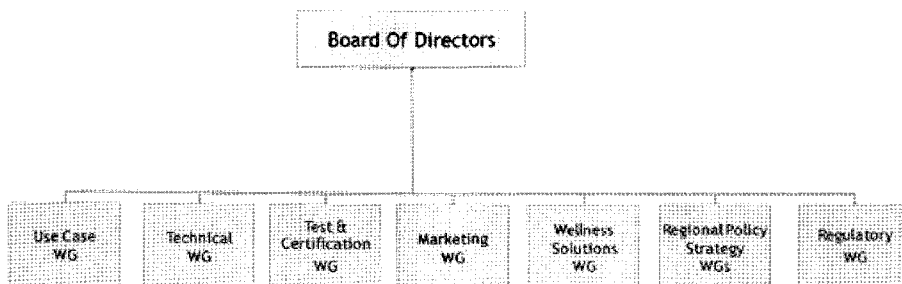 Board Of Directors
Use Case
WG
Technical
WG
Test &
Certification
WG
Marketing
WG
Wellness
Solutions
WG
Regional Policy
Strategy
WGs
Regulatory
WG